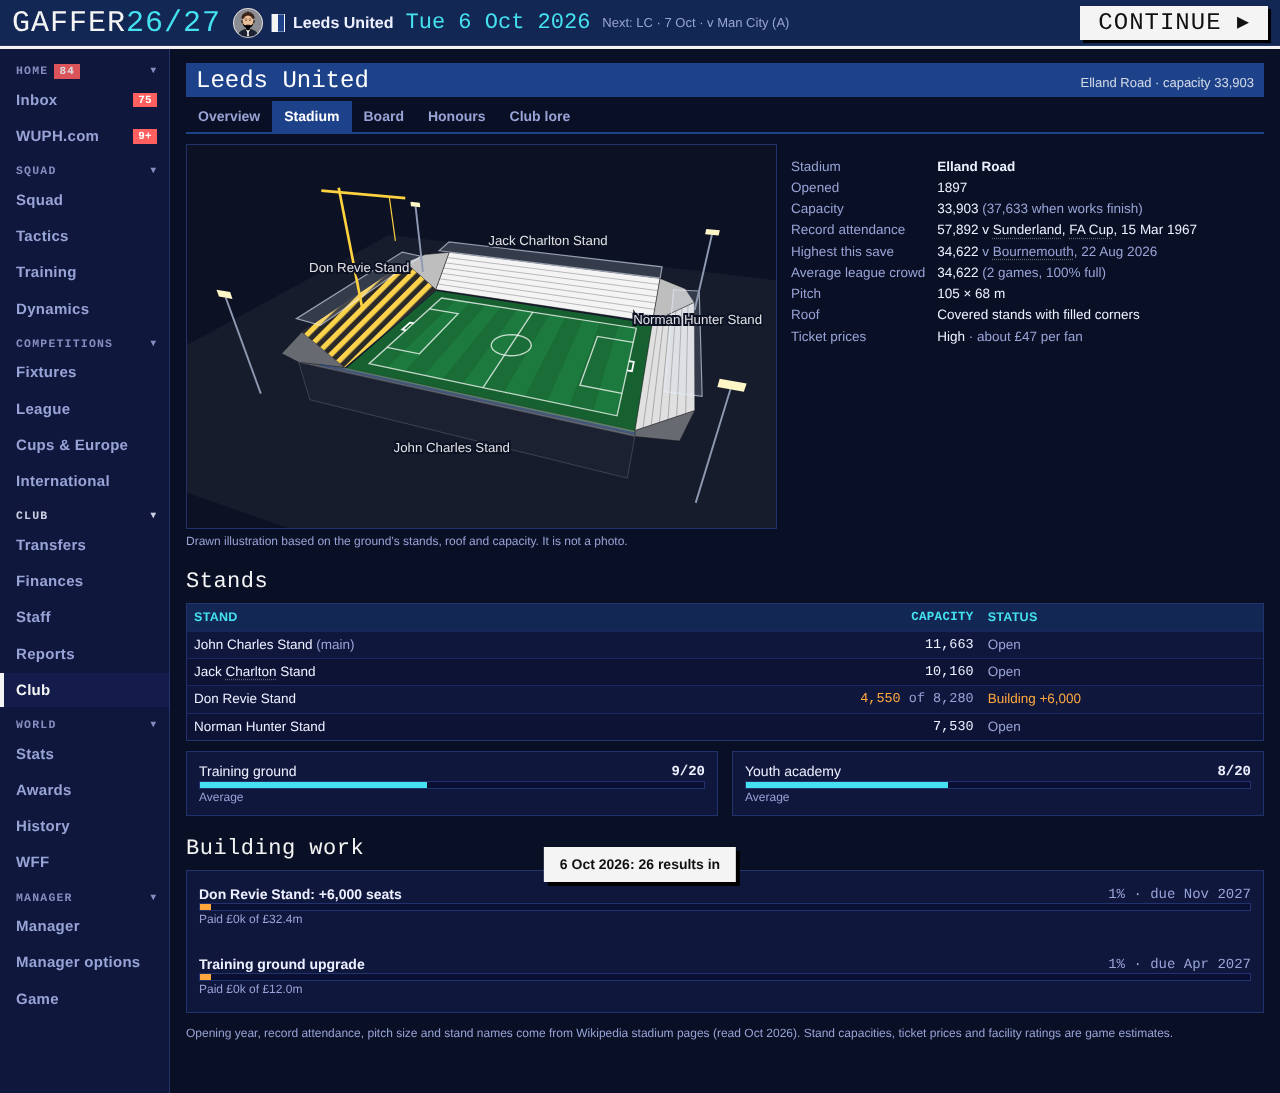 GAFFER26/27 Leeds United Tue 6 Oct 2026 Next: LC · 7 Oct · v Man City (A) CONTINUE ►
HOME 84 ▼
Inbox 75
WUPH.com 9+
SQUAD ▼
Squad
Tactics
Training
Dynamics
COMPETITIONS ▼
Fixtures
League
Cups & Europe
International
CLUB ▼
Transfers
Finances
Staff
Reports
Club
WORLD ▼
Stats
Awards
History
WFF
MANAGER ▼
Manager
Manager options
Game
Leeds United Elland Road · capacity 33,903
Overview Stadium Board Honours Club lore
Jack Charlton Stand
Don Revie Stand
Norman Hunter Stand
John Charles Stand
Stadium Elland Road
Opened 1897
Capacity 33,903 (37,633 when works finish)
Record attendance 57,892 v Sunderland, FA Cup, 15 Mar 1967
Highest this save 34,622 v Bournemouth, 22 Aug 2026
Average league crowd 34,622 (2 games, 100% full)
Pitch 105 × 68 m
Roof Covered stands with filled corners
Ticket prices High · about £47 per fan
Drawn illustration based on the ground's stands, roof and capacity. It is not a photo.
Stands
STAND CAPACITY STATUS
John Charles Stand (main) 11,663 Open
Jack Charlton Stand 10,160 Open
Don Revie Stand 4,550 of 8,280 Building +6,000
Norman Hunter Stand 7,530 Open
Training ground 9/20
Average
Youth academy 8/20
Average
Building work
6 Oct 2026: 26 results in
Don Revie Stand: +6,000 seats 1% · due Nov 2027
Paid £0k of £32.4m
Training ground upgrade 1% · due Apr 2027
Paid £0k of £12.0m
Opening year, record attendance, pitch size and stand names come from Wikipedia stadium pages (read Oct 2026). Stand capacities, ticket prices and facility ratings are game estimates.